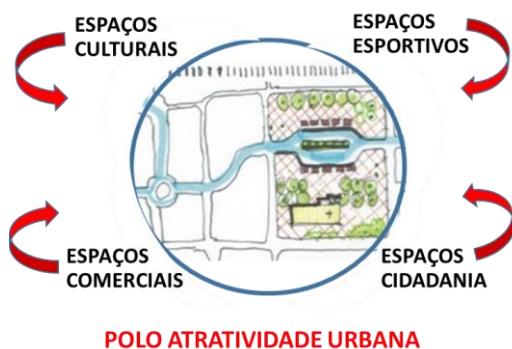 ESPAÇOS
CULTURAIS
ESPAÇOS
ESPORTIVOS
ESPAÇOS
COMERCIAIS
ESPAÇOS
CIDADANIA
POLO ATRATIVIDADE URBANA